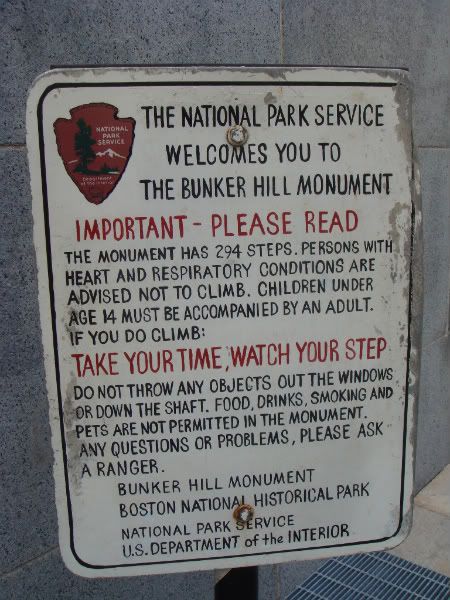 NATIONAL
PARK
SERVICE
Department
of the Interior
THE NATIONAL PARK SERVICE
WELCOMES YOU TO
THE BUNKER HILL MONUMENT
IMPORTANT - PLEASE READ
THE MONUMENT HAS 294 STEPS. PERSONS WITH
HEART AND RESPIRATORY CONDITIONS ARE
ADVISED NOT TO CLIMB. CHILDREN UNDER
AGE 14 MUST BE ACCOMPANIED BY AN ADULT.
IF YOU DO CLIMB:
TAKE YOUR TIME, WATCH YOUR STEP
DO NOT THROW ANY OBJECTS OUT THE WINDOWS
OR DOWN THE SHAFT. FOOD, DRINKS, SMOKING AND
PETS ARE NOT PERMITTED IN THE MONUMENT.
ANY QUESTIONS OR PROBLEMS, PLEASE ASK
A RANGER.
BUNKER HILL MONUMENT
BOSTON NATIONAL HISTORICAL PARK
NATIONAL PARK SERVICE
U.S. DEPARTMENT of the INTERIOR